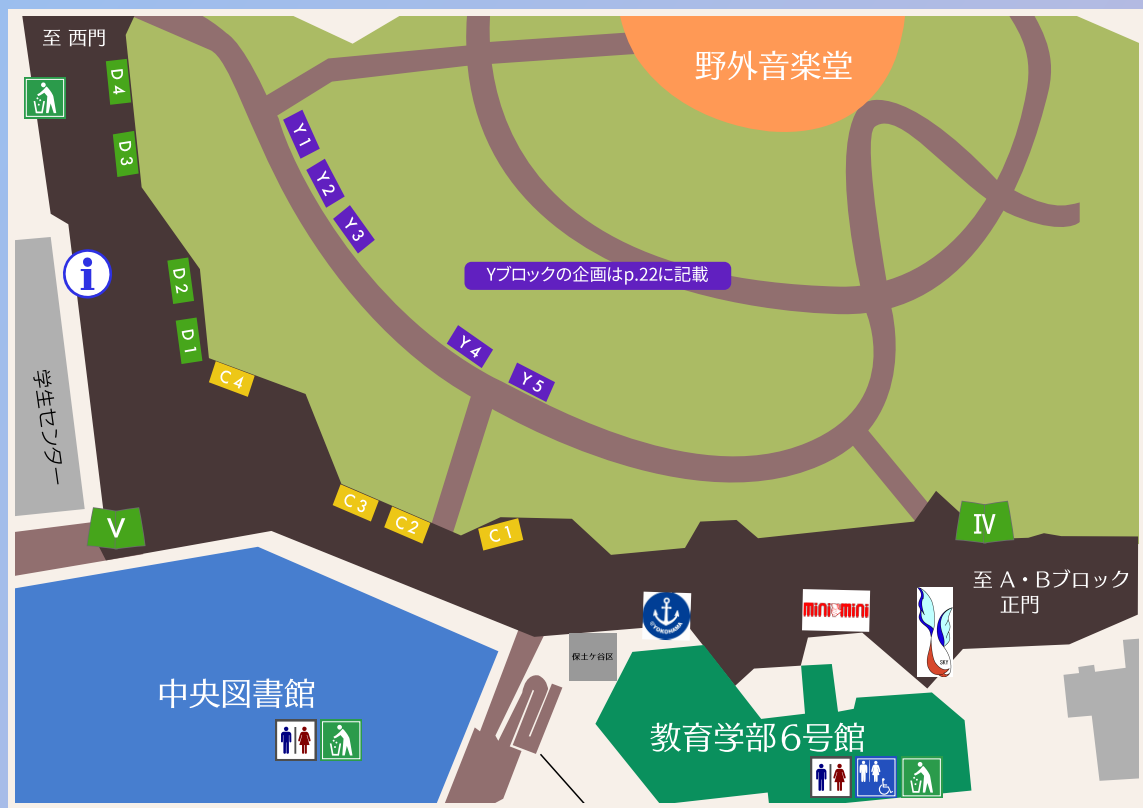 至 西門
野外音楽堂
D4
D3
Y1
Y2
Y3
i
D2
Yブロックの企画はp.22に記載
D1
Y4
Y5
C4
学生センター
C3
C2
C1
V
IV
至 A・Bブロック
正門
©YOKOHAMA
mini mini
SKY
保土ケ谷区
中央図書館
教育学部6号館